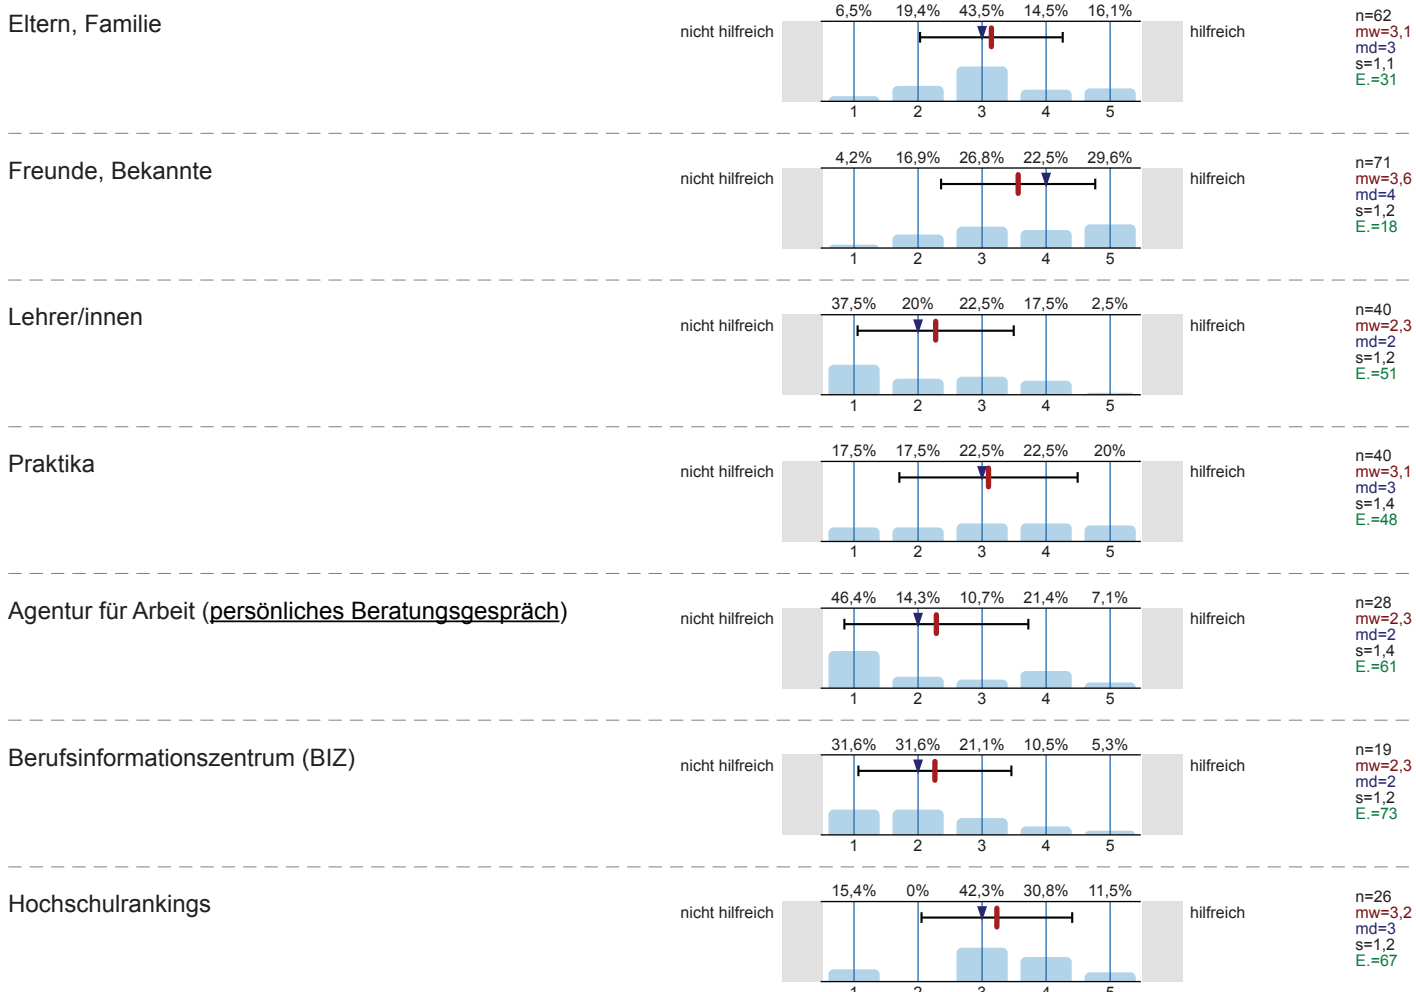 Eltern, Familie
6,5% 19,4% 43,5% 14,5% 16,1%
nicht hilfreich
hilfreich
1 2 3 4 5
n=62
mw=3,1
md=3
s=1,1
E.=31
Freunde, Bekannte
4,2% 16,9% 26,8% 22,5% 29,6%
nicht hilfreich
hilfreich
1 2 3 4 5
n=71
mw=3,6
md=4
s=1,2
E.=18
Lehrer/innen
37,5% 20% 22,5% 17,5% 2,5%
nicht hilfreich
hilfreich
1 2 3 4 5
n=40
mw=2,3
md=2
s=1,2
E.=51
Praktika
17,5% 17,5% 22,5% 22,5% 20%
nicht hilfreich
hilfreich
1 2 3 4 5
n=40
mw=3,1
md=3
s=1,4
E.=48
Agentur für Arbeit (persönliches Beratungsgespräch)
46,4% 14,3% 10,7% 21,4% 7,1%
nicht hilfreich
hilfreich
1 2 3 4 5
n=28
mw=2,3
md=2
s=1,4
E.=61
Berufsinformationszentrum (BIZ)
31,6% 31,6% 21,1% 10,5% 5,3%
nicht hilfreich
hilfreich
1 2 3 4 5
n=19
mw=2,3
md=2
s=1,2
E.=73
Hochschulrankings
15,4% 0% 42,3% 30,8% 11,5%
nicht hilfreich
hilfreich
1 2 3 4 5
n=26
mw=3,2
md=3
s=1,2
E.=67